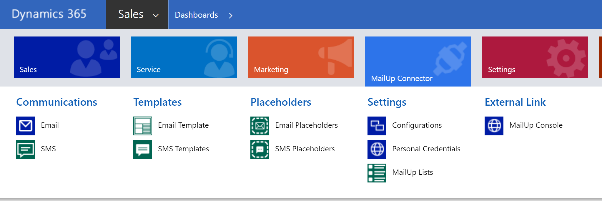 Dynamics 365 Sales Dashboards
Sales Service Marketing MailUp Connector Settings
Communications Templates Placeholders Settings External Link
Email Email Template Email Placeholders Configurations MailUp Console
SMS SMS Templates SMS Placeholders Personal Credentials
MailUp Lists